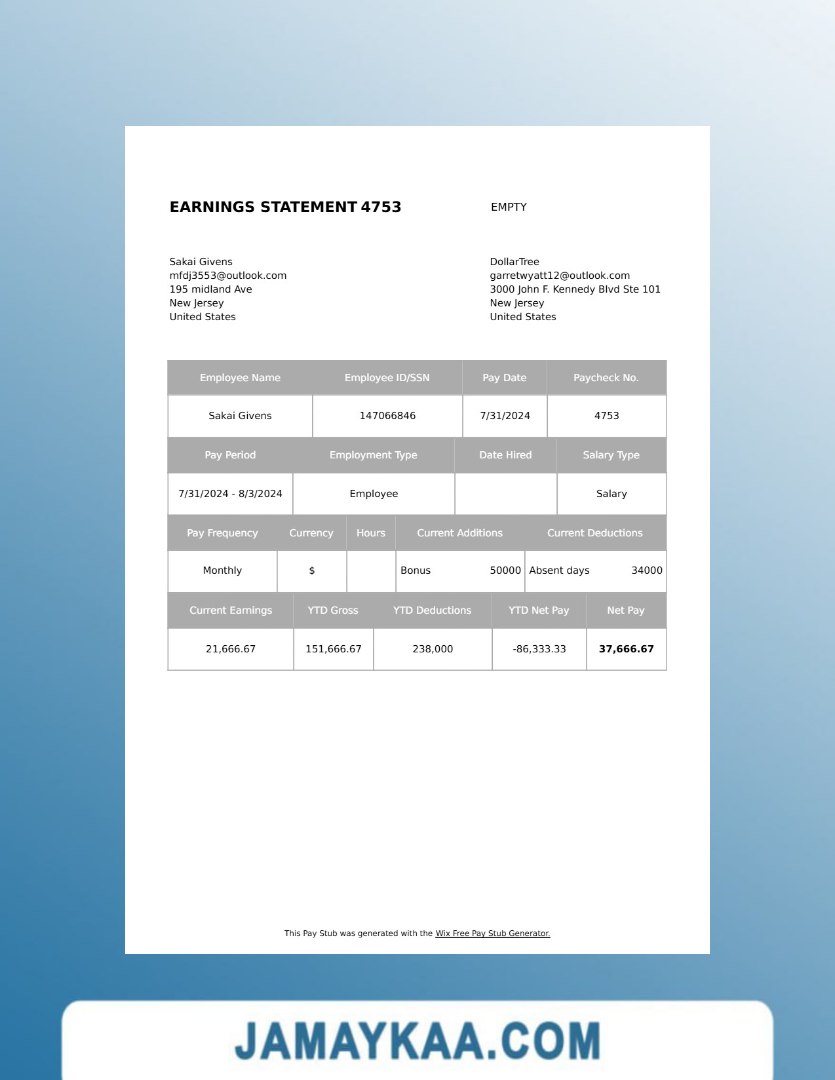 EARNINGS STATEMENT 4753 EMPTY
Sakai Givens
mfdj3553@outlook.com
195 midland Ave
New Jersey
United States
DollarTree
garretwyatt12@outlook.com
3000 John F. Kennedy Blvd Ste 101
New Jersey
United States
Employee Name Employee ID/SSN Pay Date Paycheck No.
Sakai Givens 147066846 7/31/2024 4753
Pay Period Employment Type Date Hired Salary Type
7/31/2024 - 8/3/2024 Employee Salary
Pay Frequency Currency Hours Current Additions Current Deductions
Monthly $ Bonus 50000 Absent days 34000
Current Earnings YTD Gross YTD Deductions YTD Net Pay Net Pay
21,666.67 151,666.67 238,000 -86,333.33 37,666.67
This Pay Stub was generated with the Wix Free Pay Stub Generator.
JAMAYKAA.COM